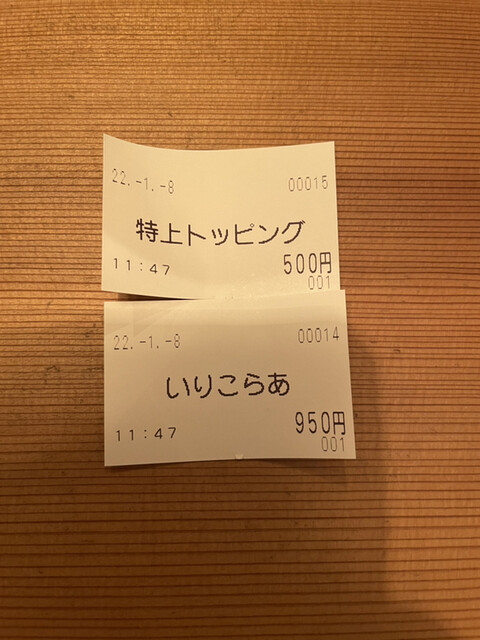 22.-1.-8 00015
特上トッピング
11:47 500円
001
22.-1.-8 00014
いりこらあ
11:47 950円
001